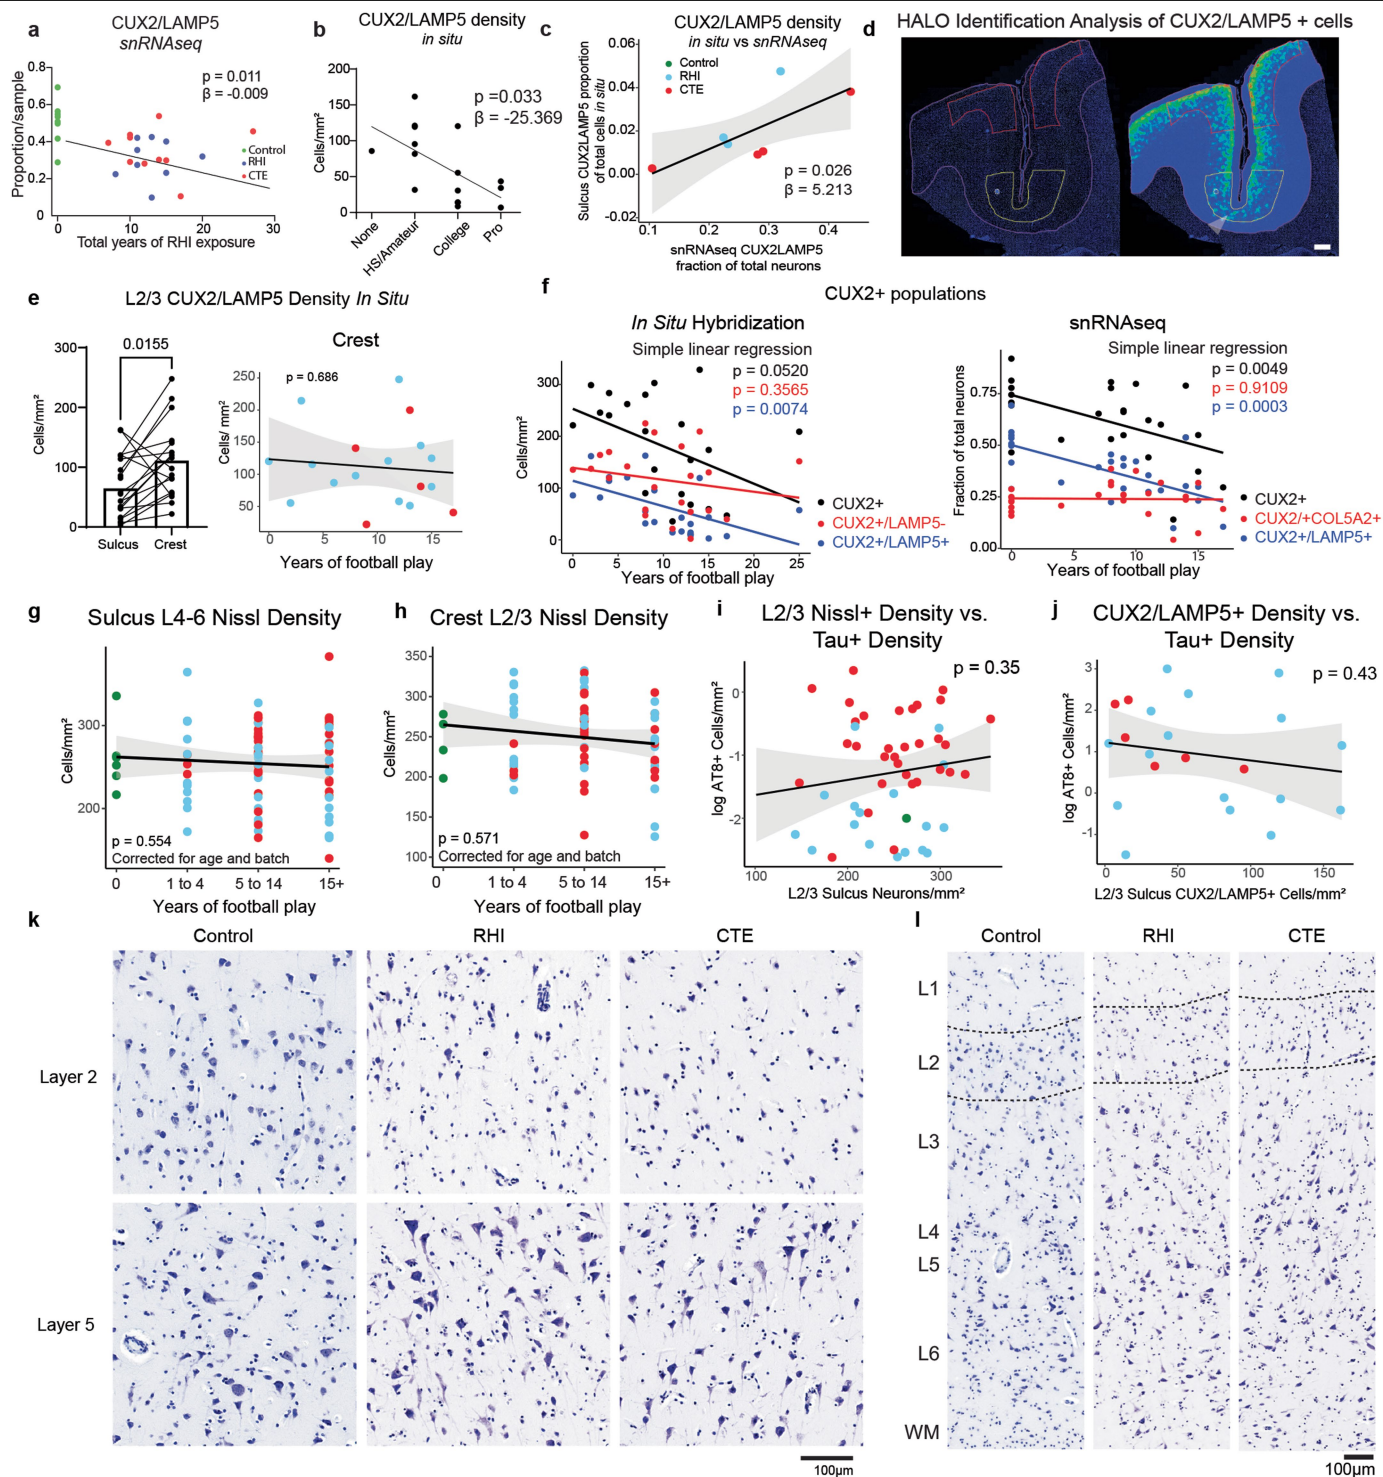 a
CUX2/LAMP5
snRNAseq
p = 0.011
β = -0.009
Proportion/sample
0.8
0.6
0.4
0.2
0
Control
RHI
CTE
0
10
20
30
Total years of RHI exposure
b
CUX2/LAMP5 density
in situ
p =0.033
β = -25.369
Cells/mm²
200
150
100
50
0
None
HS/Amateur
College
Pro
c
CUX2/LAMP5 density
in situ vs snRNAseq
Control
RHI
CTE
Sulcus CUX2LAMP5 proportion
of total cells in situ
0.06
0.04
0.02
0.00
-0.02
p = 0.026
β = 5.213
0.1
0.2
0.3
0.4
snRNAseq CUX2LAMP5
fraction of total neurons
d
HALO Identification Analysis of CUX2/LAMP5 + cells
e
L2/3 CUX2/LAMP5 Density In Situ
0.0155
Cells/mm²
300
200
100
0
Sulcus
Crest
Crest
p = 0.686
Cells/ mm²
250
200
150
100
50
0
5
10
15
Years of football play
f
CUX2+ populations
In Situ Hybridization
Simple linear regression
p = 0.0520
p = 0.3565
p = 0.0074
Cells/mm²
300
200
100
0
CUX2+
CUX2+/LAMP5-
CUX2+/LAMP5+
0
5
10
15
20
25
Years of football play
snRNAseq
Simple linear regression
p = 0.0049
p = 0.9109
p = 0.0003
Fraction of total neurons
0.75
0.50
0.25
0.00
CUX2+
CUX2/+COL5A2+
CUX2+/LAMP5+
0
5
10
15
Years of football play
g
Sulcus L4-6 Nissl Density
Cells/mm²
300
200
p = 0.554
Corrected for age and batch
0
1 to 4
5 to 14
15+
Years of football play
h
Crest L2/3 Nissl Density
Cells/mm²
350
300
250
200
150
100
p = 0.571
Corrected for age and batch
0
1 to 4
5 to 14
15+
Years of football play
i
L2/3 Nissl+ Density vs.
Tau+ Density
p = 0.35
log AT8+ Cells/mm²
0
-1
-2
100
200
300
L2/3 Sulcus Neurons/mm²
j
CUX2/LAMP5+ Density vs.
Tau+ Density
p = 0.43
log AT8+ Cells/mm²
3
2
1
0
-1
0
50
100
150
L2/3 Sulcus CUX2/LAMP5+ Cells/mm²
k
Control
RHI
CTE
Layer 2
Layer 5
100µm
l
Control
RHI
CTE
L1
L2
L3
L4
L5
L6
WM
100µm